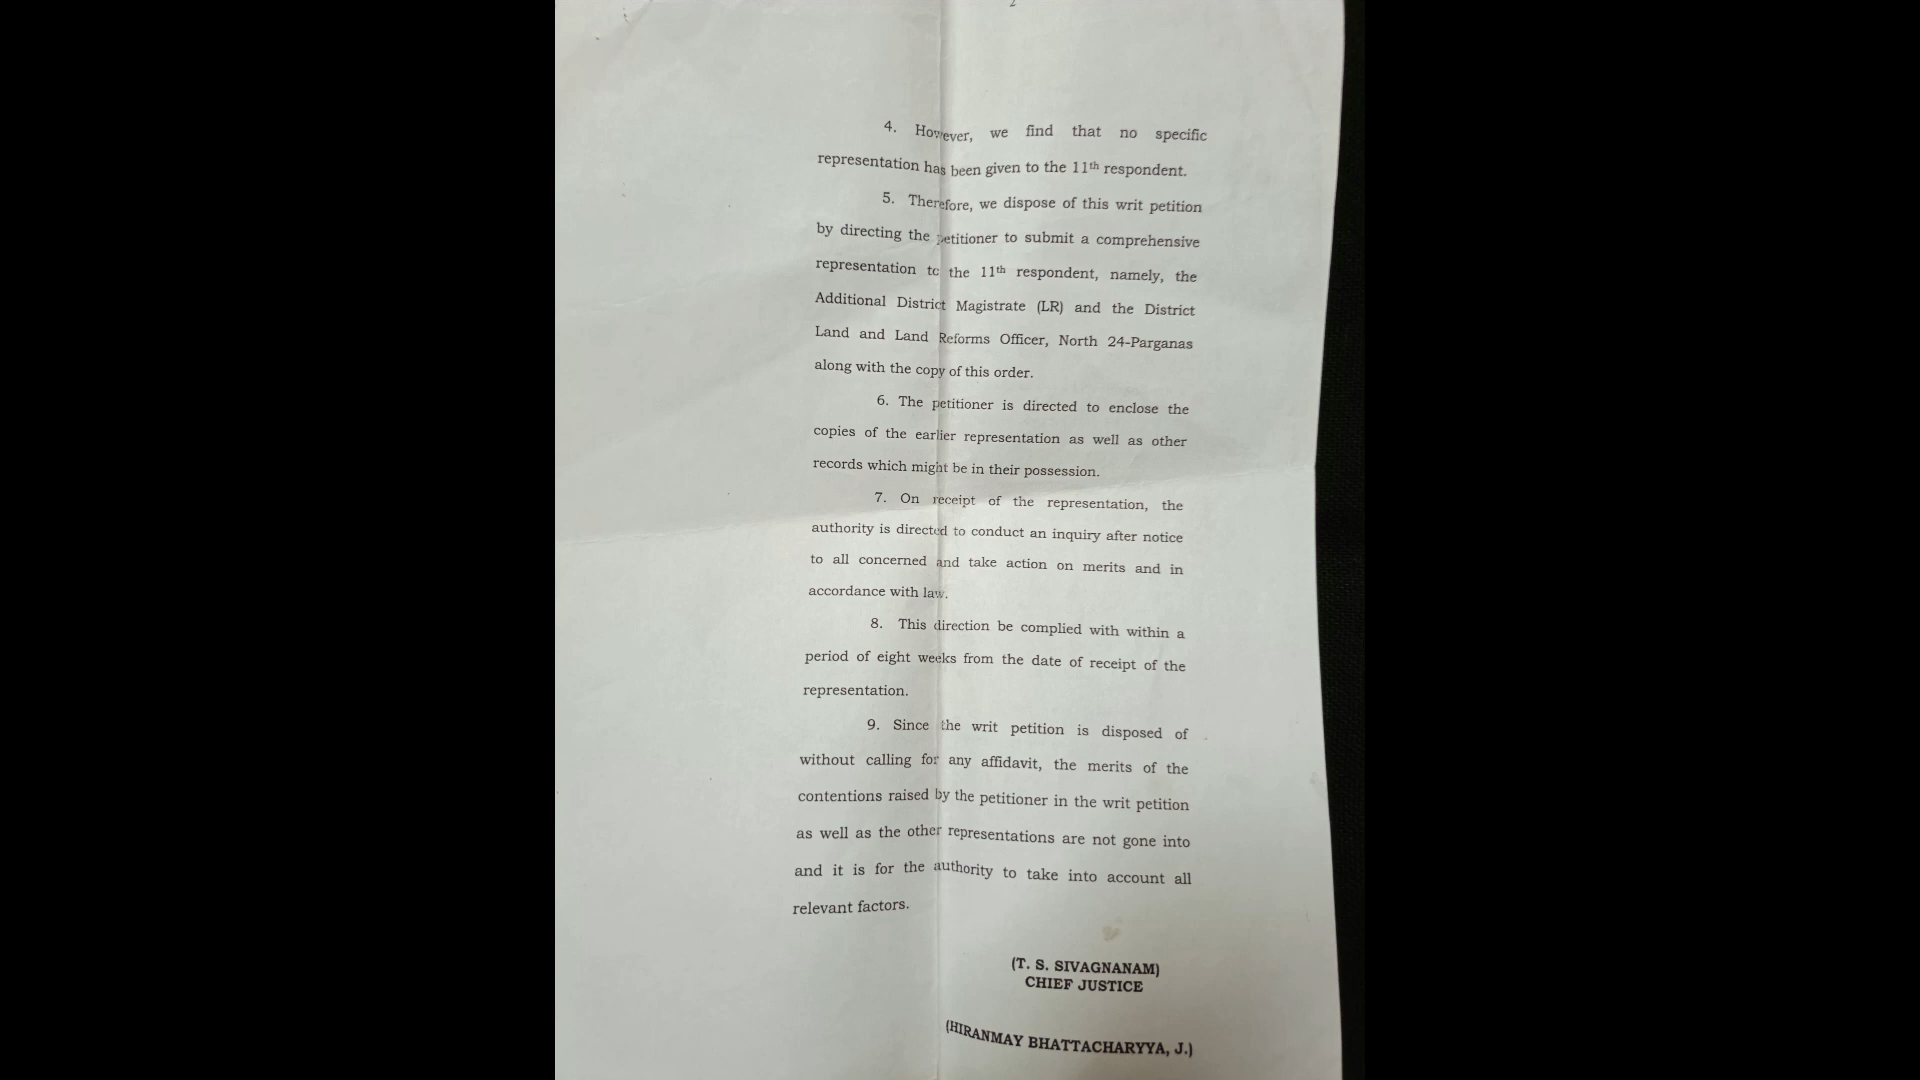 2
4. However, we find that no specific
representation has been given to the 11th respondent.
5. Therefore, we dispose of this writ petition
by directing the petitioner to submit a comprehensive
representation to the 11th respondent, namely, the
Additional District Magistrate (LR) and the District
Land and Land Reforms Officer, North 24-Parganas
along with the copy of this order.
6. The petitioner is directed to enclose the
copies of the earlier representation as well as other
records which might be in their possession.
7. On receipt of the representation, the
authority is directed to conduct an inquiry after notice
to all concerned and take action on merits and in
accordance with law.
8. This direction be complied with within a
period of eight weeks from the date of receipt of the
representation.
9. Since the writ petition is disposed of
without calling for any affidavit, the merits of the
contentions raised by the petitioner in the writ petition
as well as the other representations are not gone into
and it is for the authority to take into account all
relevant factors.
(T. S. SIVAGNANAM)
CHIEF JUSTICE
(HIRANMAY BHATTACHARYYA, J.)